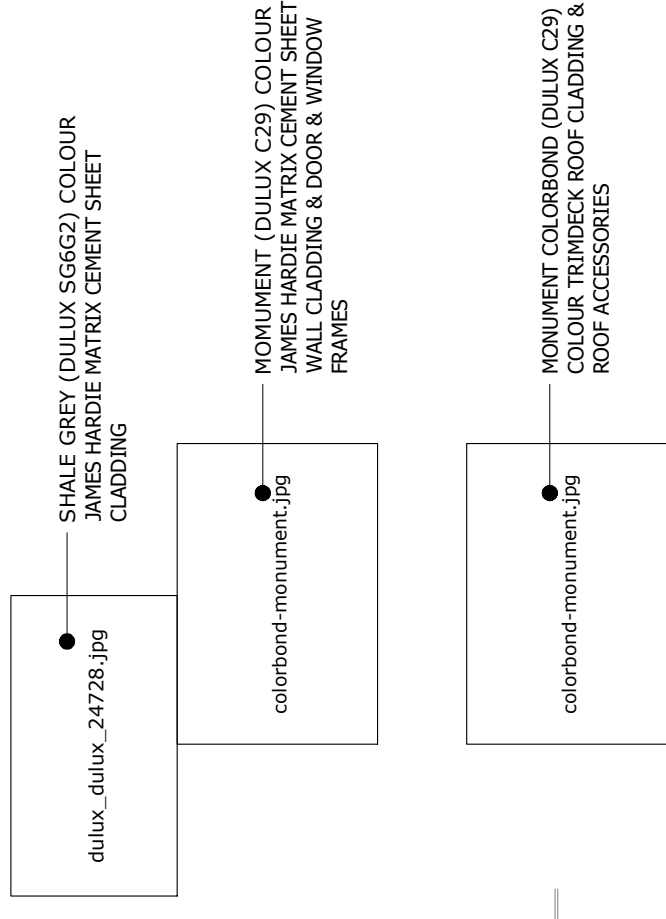 dulux_dulux_24728.jpg
SHALE GREY (DULUX SG6G2) COLOUR
JAMES HARDIE MATRIX CEMENT SHEET
CLADDING
colorbond-monument.jpg
MOMUMENT (DULUX C29) COLOUR
JAMES HARDIE MATRIX CEMENT SHEET
WALL CLADDING & DOOR & WINDOW
FRAMES
colorbond-monument.jpg
MONUMENT COLORBOND (DULUX C29)
COLOUR TRIMDECK ROOF CLADDING &
ROOF ACCESSORIES